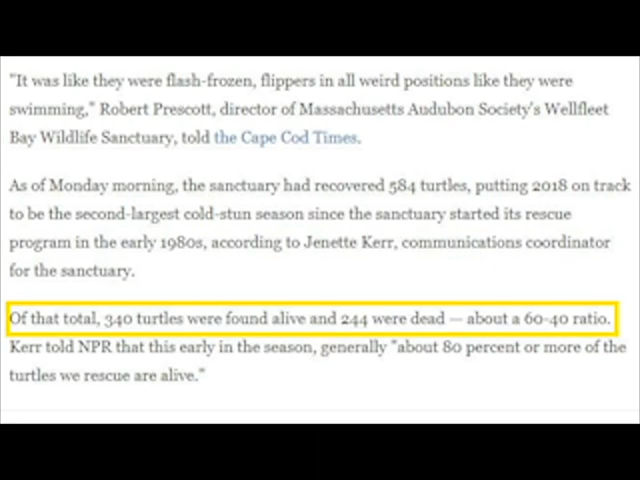 "It was like they were flash-frozen, flippers in all weird positions like they were
swimming," Robert Prescott, director of Massachusetts Audubon Society's Wellfleet
Bay Wildlife Sanctuary, told the Cape Cod Times.
As of Monday morning, the sanctuary had recovered 584 turtles, putting 2018 on track
to be the second-largest cold-stun season since the sanctuary started its rescue
program in the early 1980s, according to Jenette Kerr, communications coordinator
for the sanctuary.
Of that total, 340 turtles were found alive and 244 were dead — about a 60-40 ratio.
Kerr told NPR that this early in the season, generally "about 80 percent or more of the
turtles we rescue are alive."